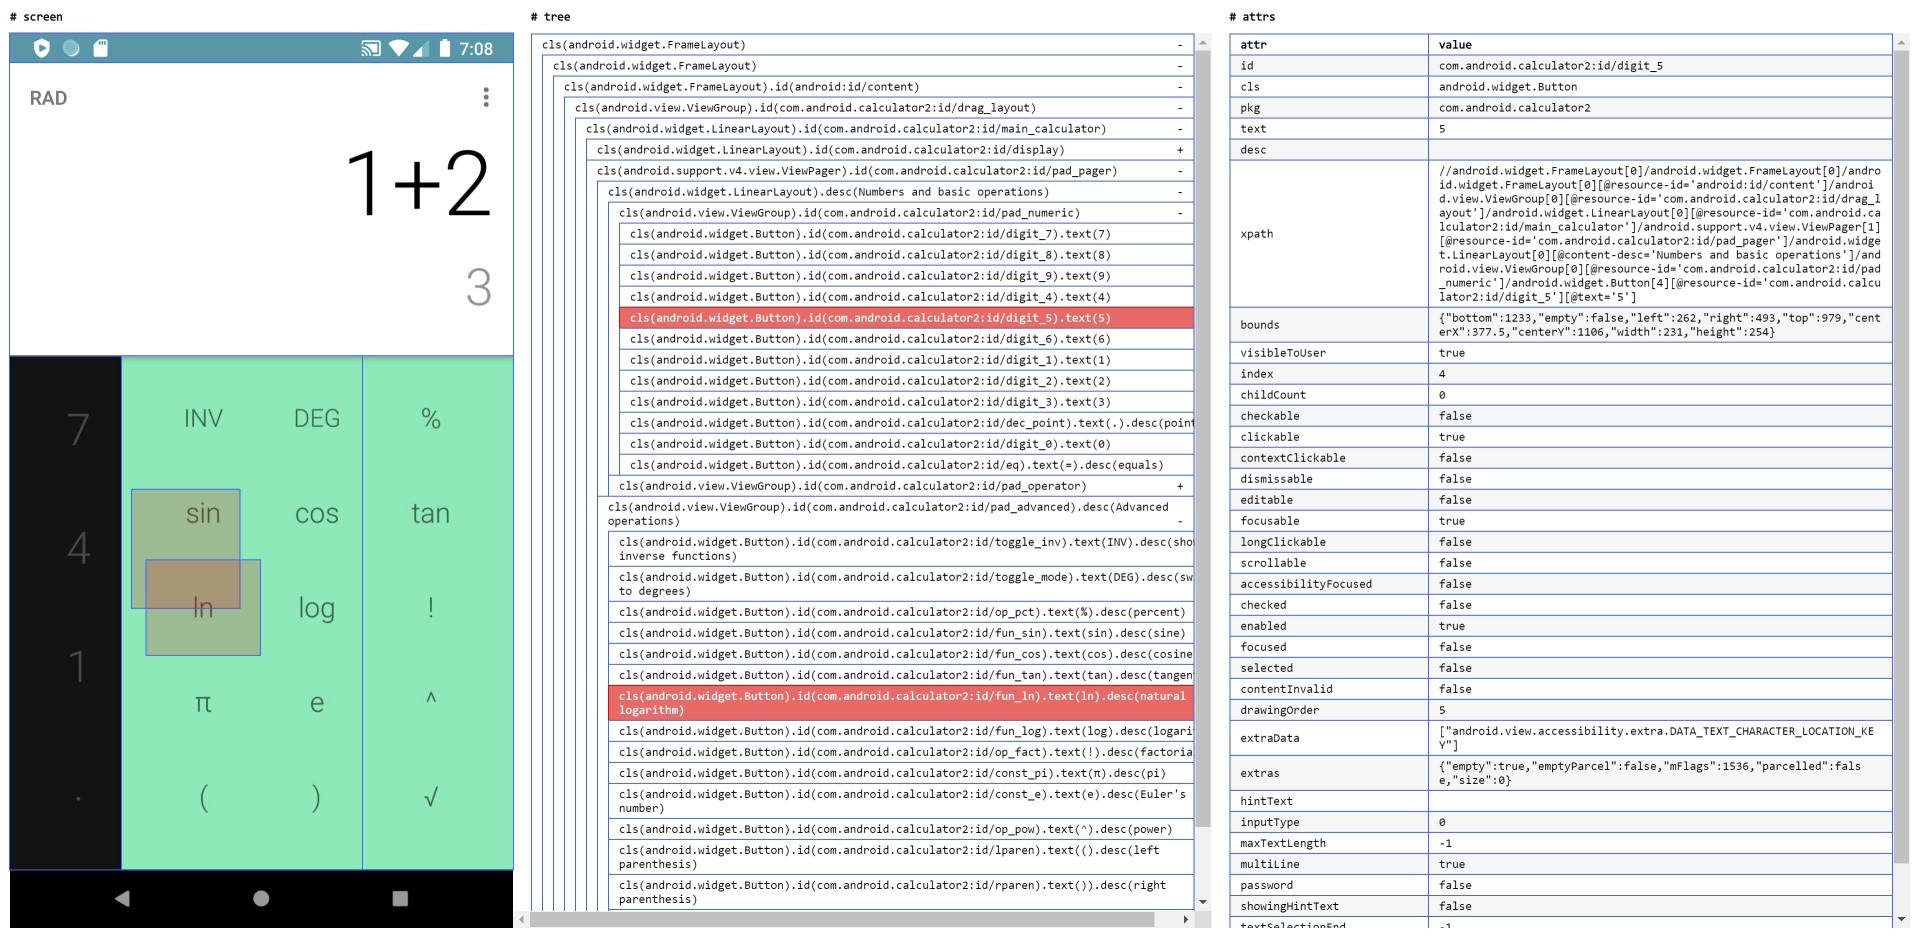 # screen
7:08
RAD
1+2
3
7
INV
DEG
%
4
sin
cos
tan
1
ln
log
!
π
e
^
.
(
)
√
# tree
cls(android.widget.FrameLayout) -
cls(android.widget.FrameLayout) -
cls(android.widget.FrameLayout).id(android:id/content) -
cls(android.view.ViewGroup).id(com.android.calculator2:id/drag_layout) -
cls(android.widget.LinearLayout).id(com.android.calculator2:id/main_calculator) -
cls(android.widget.LinearLayout).id(com.android.calculator2:id/display) +
cls(android.support.v4.view.ViewPager).id(com.android.calculator2:id/pad_pager) -
cls(android.widget.LinearLayout).desc(Numbers and basic operations) -
cls(android.view.ViewGroup).id(com.android.calculator2:id/pad_numeric) -
cls(android.widget.Button).id(com.android.calculator2:id/digit_7).text(7)
cls(android.widget.Button).id(com.android.calculator2:id/digit_8).text(8)
cls(android.widget.Button).id(com.android.calculator2:id/digit_9).text(9)
cls(android.widget.Button).id(com.android.calculator2:id/digit_4).text(4)
cls(android.widget.Button).id(com.android.calculator2:id/digit_5).text(5)
cls(android.widget.Button).id(com.android.calculator2:id/digit_6).text(6)
cls(android.widget.Button).id(com.android.calculator2:id/digit_1).text(1)
cls(android.widget.Button).id(com.android.calculator2:id/digit_2).text(2)
cls(android.widget.Button).id(com.android.calculator2:id/digit_3).text(3)
cls(android.widget.Button).id(com.android.calculator2:id/dec_point).text(.).desc(point
cls(android.widget.Button).id(com.android.calculator2:id/digit_0).text(0)
cls(android.widget.Button).id(com.android.calculator2:id/eq).text(=).desc(equals)
cls(android.view.ViewGroup).id(com.android.calculator2:id/pad_operator) +
cls(android.view.ViewGroup).id(com.android.calculator2:id/pad_advanced).desc(Advanced
operations) -
cls(android.widget.Button).id(com.android.calculator2:id/toggle_inv).text(INV).desc(sho
inverse functions)
cls(android.widget.Button).id(com.android.calculator2:id/toggle_mode).text(DEG).desc(sw
to degrees)
cls(android.widget.Button).id(com.android.calculator2:id/op_pct).text(%).desc(percent)
cls(android.widget.Button).id(com.android.calculator2:id/fun_sin).text(sin).desc(sine)
cls(android.widget.Button).id(com.android.calculator2:id/fun_cos).text(cos).desc(cosine
cls(android.widget.Button).id(com.android.calculator2:id/fun_tan).text(tan).desc(tangen
cls(android.widget.Button).id(com.android.calculator2:id/fun_ln).text(ln).desc(natural
logarithm)
cls(android.widget.Button).id(com.android.calculator2:id/fun_log).text(log).desc(logari
cls(android.widget.Button).id(com.android.calculator2:id/op_fact).text(!).desc(factoria
cls(android.widget.Button).id(com.android.calculator2:id/const_pi).text(π).desc(pi)
cls(android.widget.Button).id(com.android.calculator2:id/const_e).text(e).desc(Euler's
number)
cls(android.widget.Button).id(com.android.calculator2:id/op_pow).text(^).desc(power)
cls(android.widget.Button).id(com.android.calculator2:id/lparen).text(().desc(left
parenthesis)
cls(android.widget.Button).id(com.android.calculator2:id/rparen).text()).desc(right
parenthesis)
# attrs
attr value
id com.android.calculator2:id/digit_5
cls android.widget.Button
pkg com.android.calculator2
text 5
desc
xpath
//android.widget.FrameLayout[0]/android.widget.FrameLayout[0]/andro
id.widget.FrameLayout[0][@resource-id='android:id/content']/androi
d.view.ViewGroup[0][@resource-id='com.android.calculator2:id/drag_l
ayout']/android.widget.LinearLayout[0][@resource-id='com.android.ca
lculator2:id/main_calculator']/android.support.v4.view.ViewPager[1]
[@resource-id='com.android.calculator2:id/pad_pager']/android.widge
t.LinearLayout[0][@content-desc='Numbers and basic operations']/and
roid.view.ViewGroup[0][@resource-id='com.android.calculator2:id/pad
_numeric']/android.widget.Button[4][@resource-id='com.android.calcu
lator2:id/digit_5'][@text='5']
bounds
{"bottom":1233,"empty":false,"left":262,"right":493,"top":979,"cent
erX":377.5,"centerY":1106,"width":231,"height":254}
visibleToUser true
index 4
childCount 0
checkable false
clickable true
contextClickable false
dismissable false
editable false
focusable true
longClickable false
scrollable false
accessibilityFocused false
checked false
enabled true
focused false
selected false
contentInvalid false
drawingOrder 5
extraData
["android.view.accessibility.extra.DATA_TEXT_CHARACTER_LOCATION_KE
Y"]
extras
{"empty":true,"emptyParcel":false,"mFlags":1536,"parcelled":fals
e,"size":0}
hintText
inputType 0
maxTextLength -1
multiLine true
password false
showingHintText false
textSelectionEnd -1